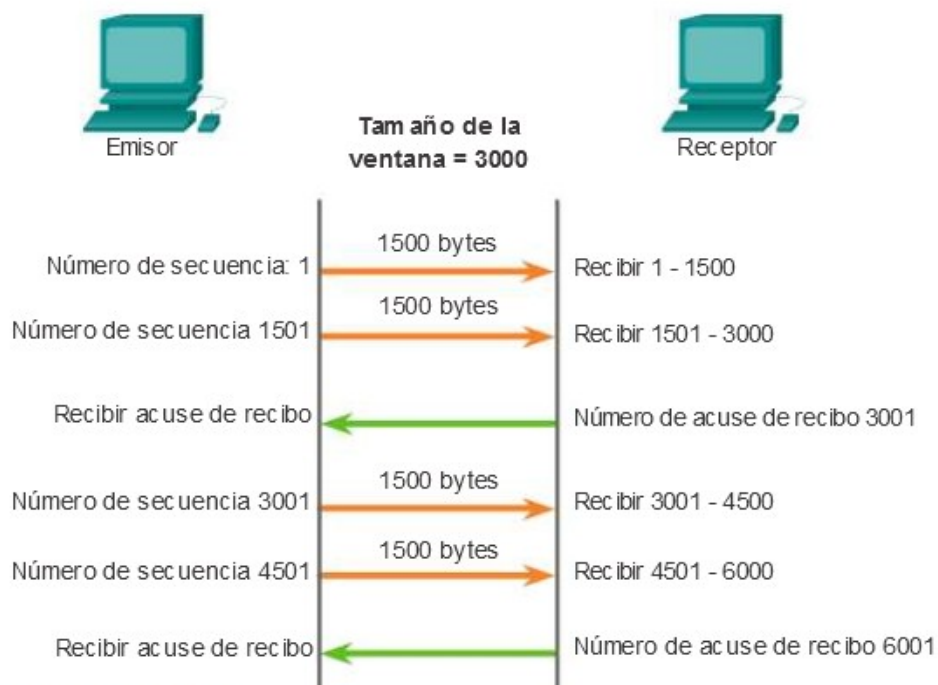 Emisor
Tamaño de la
ventana = 3000
Receptor
1500 bytes
Número de secuencia: 1
Recibir 1 - 1500
1500 bytes
Número de secuencia 1501
Recibir 1501 - 3000
Recibir acuse de recibo
Número de acuse de recibo 3001
1500 bytes
Número de secuencia 3001
Recibir 3001 - 4500
1500 bytes
Número de secuencia 4501
Recibir 4501 - 6000
Recibir acuse de recibo
Número de acuse de recibo 6001